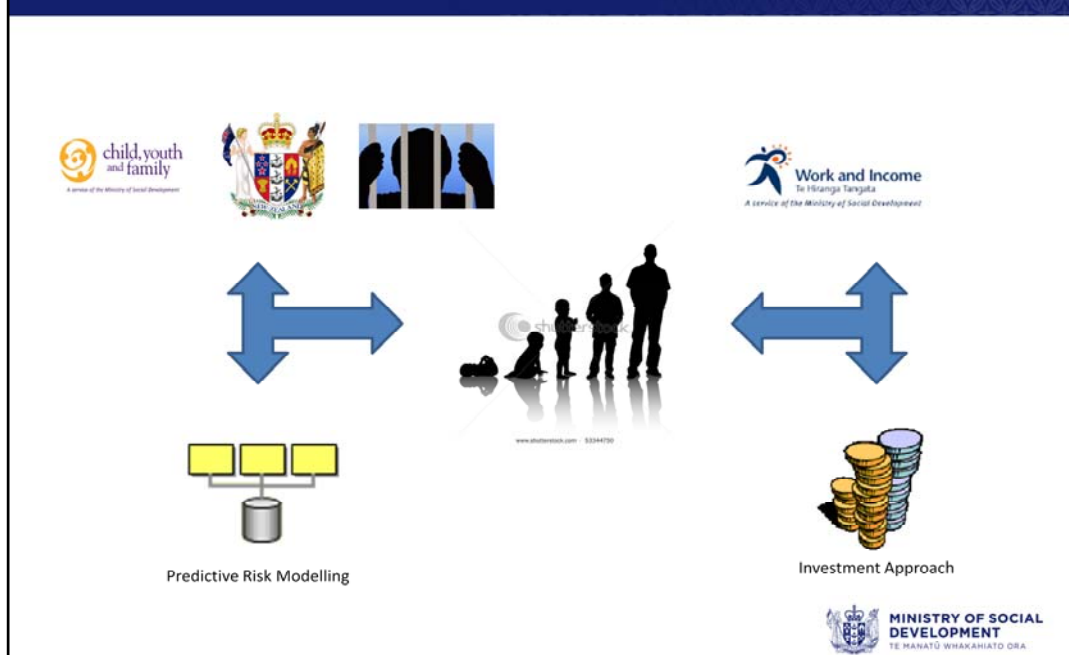 child, youth
and family
A service of the Ministry of Social Development
NEW ZEALAND
Work and Income
Te Hiranga Tangata
A service of the Ministry of Social Development
shutterstock
www.shutterstock.com · 53344750
Predictive Risk Modelling
Investment Approach
MINISTRY OF SOCIAL
DEVELOPMENT
TE MANATŪ WHAKAHIATO ORA